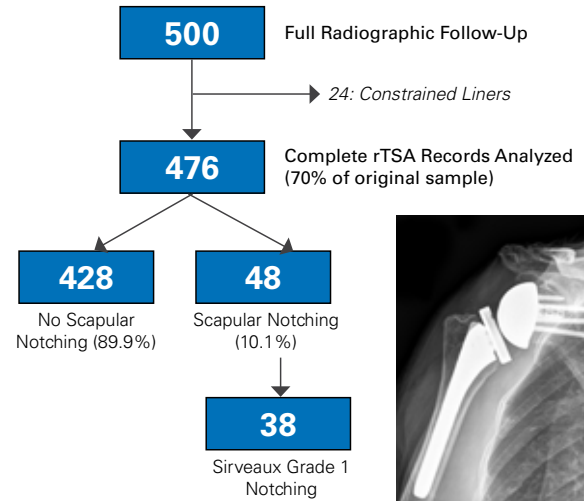 500
Full Radiographic Follow-Up
24: Constrained Liners
476
Complete rTSA Records Analyzed
(70% of original sample)
428
No Scapular
Notching (89.9%)
48
Scapular Notching
(10.1%)
38
Sirveaux Grade 1
Notching